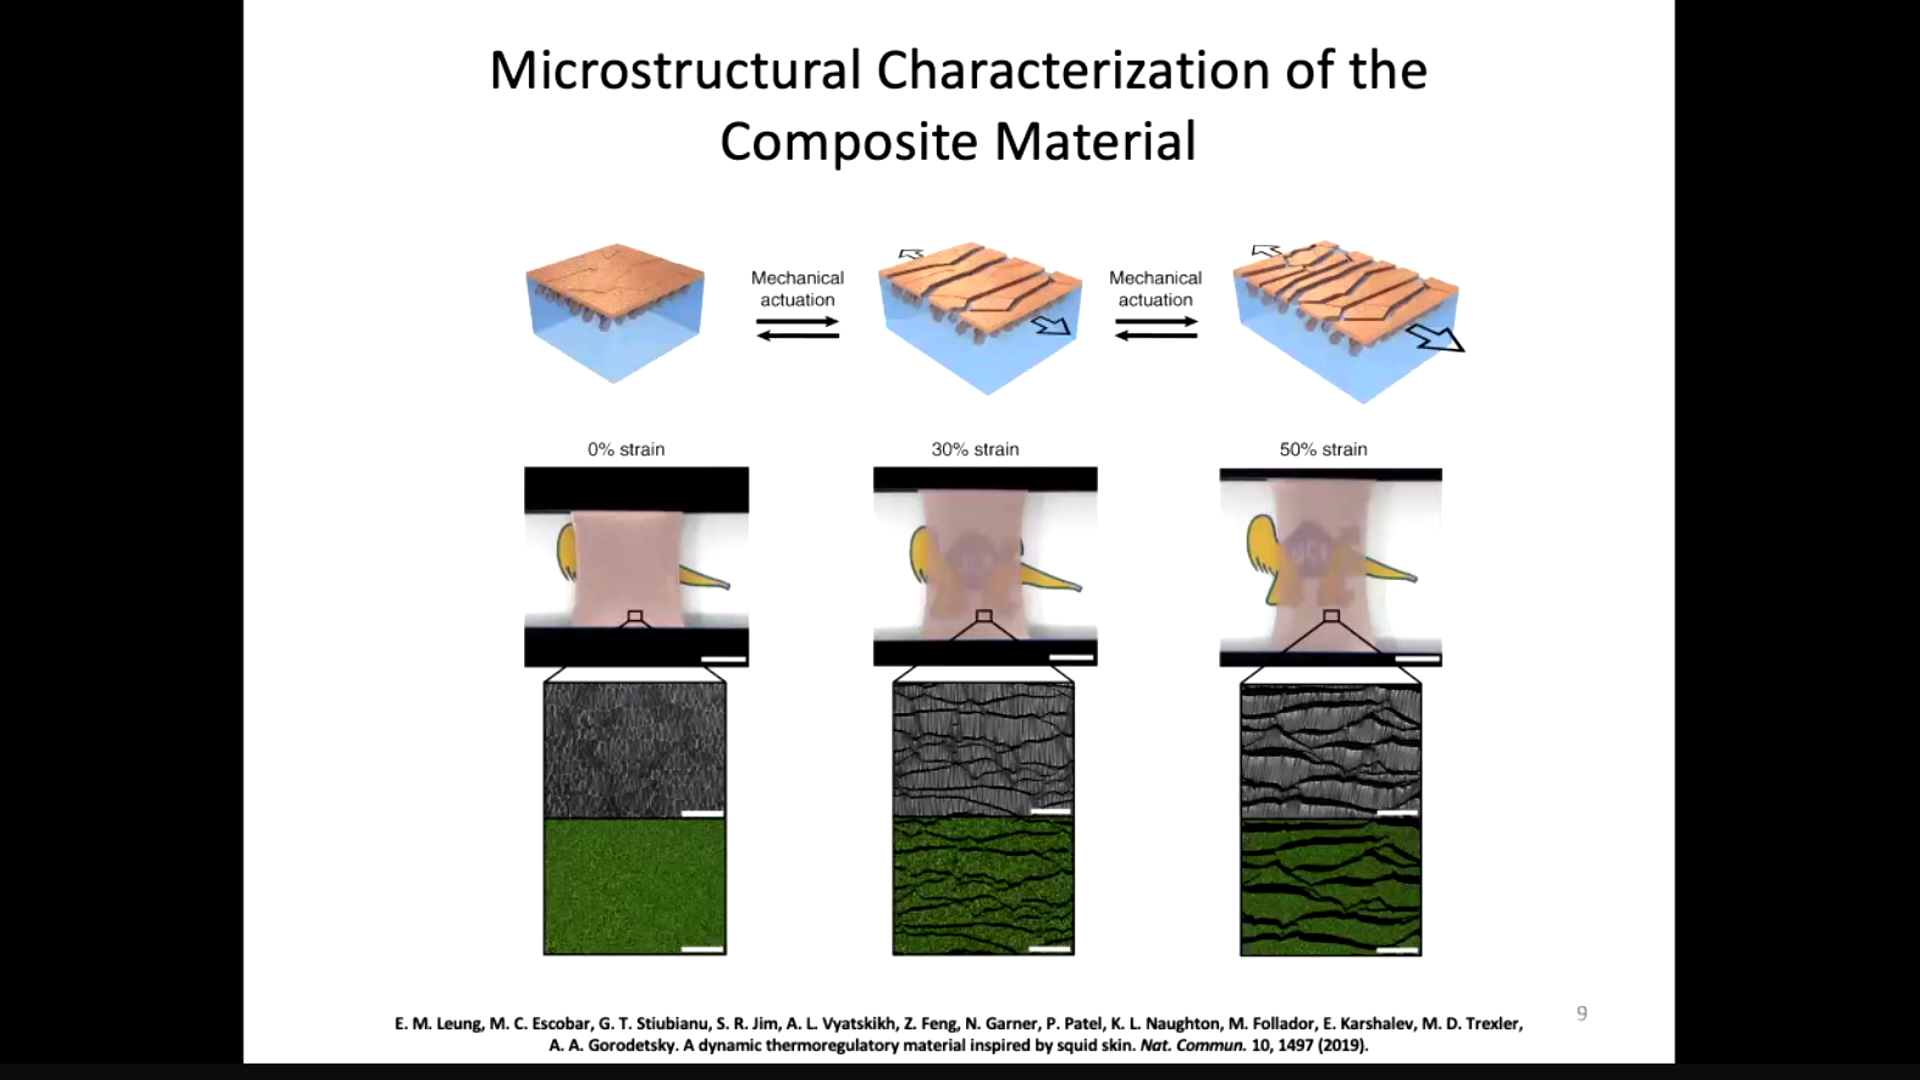 Microstructural Characterization of the
Composite Material
Mechanical
actuation
Mechanical
actuation
0% strain
30% strain
50% strain
UCI
E. M. Leung, M. C. Escobar, G. T. Stiubianu, S. R. Jim, A. L. Vyatskikh, Z. Feng, N. Garner, P. Patel, K. L. Naughton, M. Follador, E. Karshalev, M. D. Trexler,
A. A. Gorodetsky. A dynamic thermoregulatory material inspired by squid skin. Nat. Commun. 10, 1497 (2019).
9